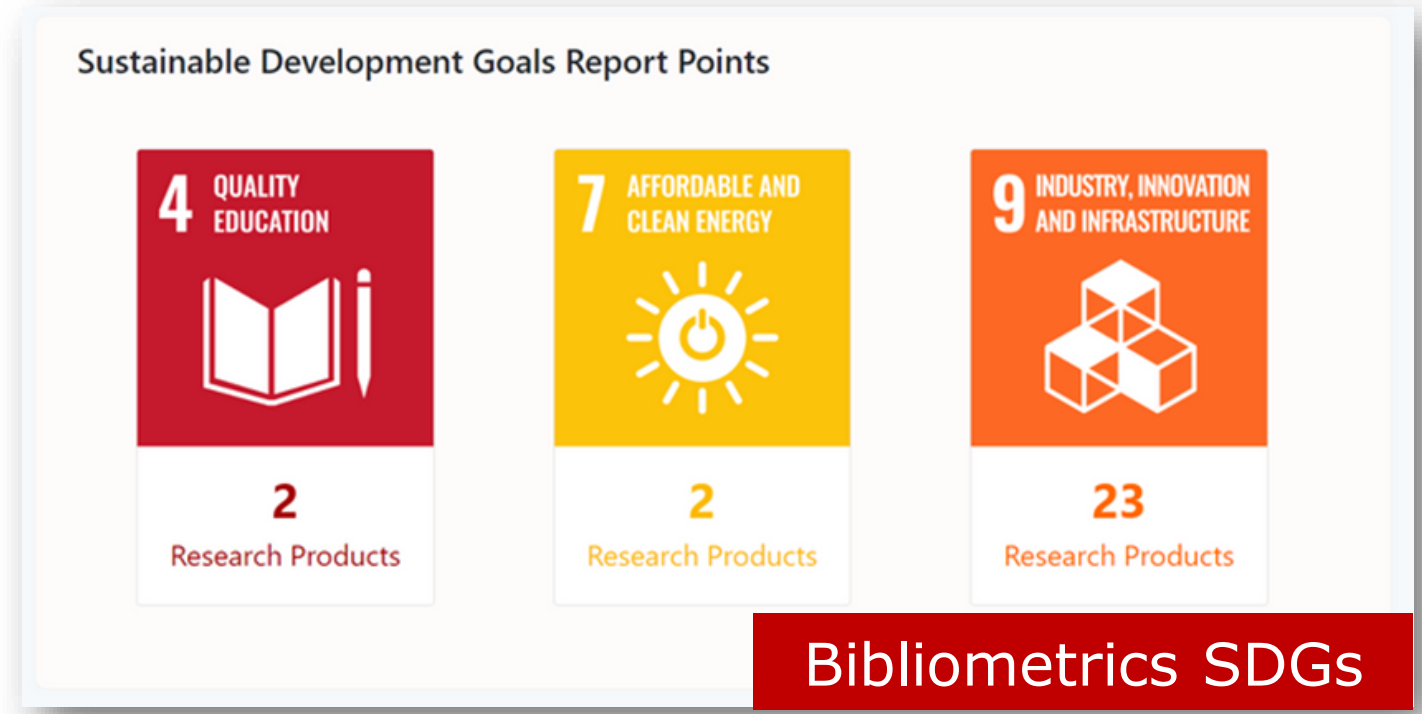 Sustainable Development Goals Report Points
4 QUALITY
EDUCATION
2
Research Products
7 AFFORDABLE AND
CLEAN ENERGY
2
Research Products
9 INDUSTRY, INNOVATION
AND INFRASTRUCTURE
23
Research Products
Bibliometrics SDGs